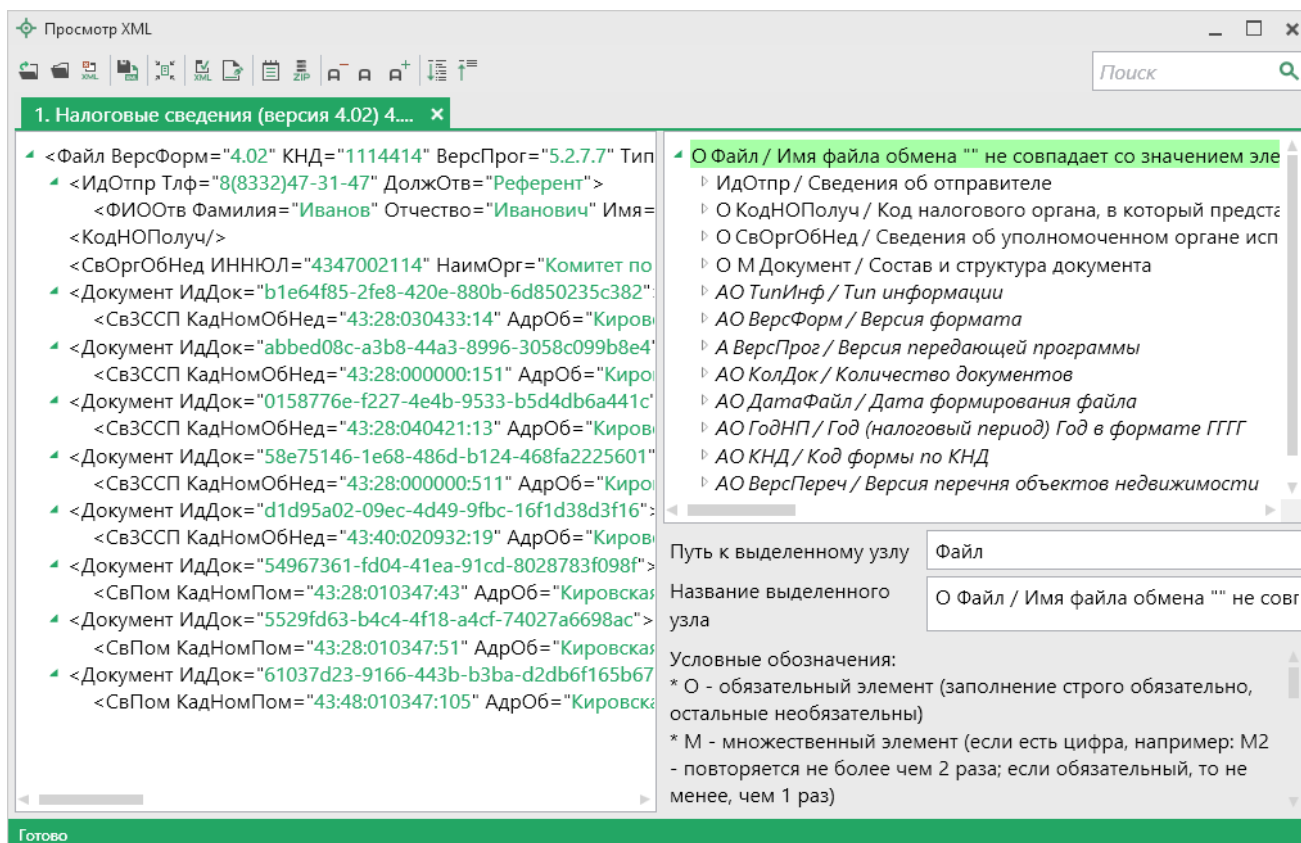 Просмотр XML
XML
XML
ZIP
A− A A+
Поиск
1. Налоговые сведения (версия 4.02) 4.... ×
<Файл ВерсФорм="4.02" КНД="1114414" ВерсПрог="5.2.7.7" Тип
<ИдОтпр Тлф="8(8332)47-31-47" ДолжОтв="Референт">
<ФИООтв Фамилия="Иванов" Отчество="Иванович" Имя=
<КодНОПолуч/>
<СвОргОбНед ИННЮЛ="4347002114" НаимОрг="Комитет по
<Документ ИдДок="b1e64f85-2fe8-420e-880b-6d850235c382"
<СвЗССП КадНомОбНед="43:28:030433:14" АдрОб="Киров
<Документ ИдДок="abbed08c-a3b8-44a3-8996-3058c099b8e4"
<СвЗССП КадНомОбНед="43:28:000000:151" АдрОб="Киро
<Документ ИдДок="0158776e-f227-4e4b-9533-b5d4db6a441c"
<СвЗССП КадНомОбНед="43:28:040421:13" АдрОб="Киров
<Документ ИдДок="58e75146-1e68-486d-b124-468fa2225601"
<СвЗССП КадНомОбНед="43:28:000000:511" АдрОб="Киро
<Документ ИдДок="d1d95a02-09ec-4d49-9fbc-16f1d38d3f16">
<СвЗССП КадНомОбНед="43:40:020932:19" АдрОб="Киров
<Документ ИдДок="54967361-fd04-41ea-91cd-8028783f098f">
<СвПом КадНомПом="43:28:010347:43" АдрОб="Кировская
<Документ ИдДок="5529fd63-b4c4-4f18-a4cf-74027a6698ac">
<СвПом КадНомПом="43:28:010347:51" АдрОб="Кировская
<Документ ИдДок="61037d23-9166-443b-b3ba-d2db6f165b67
<СвПом КадНомПом="43:48:010347:105" АдрОб="Кировска
О Файл / Имя файла обмена "" не совпадает со значением эле
ИдОтпр / Сведения об отправителе
О КодНОПолуч / Код налогового органа, в который предста
О СвОргОбНед / Сведения об уполномоченном органе исп
О М Документ / Состав и структура документа
АО ТипИнф / Тип информации
АО ВерсФорм / Версия формата
А ВерсПрог / Версия передающей программы
АО КолДок / Количество документов
АО ДатаФайл / Дата формирования файла
АО ГодНП / Год (налоговый период) Год в формате ГГГГ
АО КНД / Код формы по КНД
АО ВерсПереч / Версия перечня объектов недвижимости
Путь к выделенному узлу
Файл
Название выделенного
узла
О Файл / Имя файла обмена "" не совп
Условные обозначения:
* О - обязательный элемент (заполнение строго обязательно,
остальные необязательны)
* М - множественный элемент (если есть цифра, например: М2
- повторяется не более чем 2 раза; если обязательный, то не
менее, чем 1 раз)
Готово